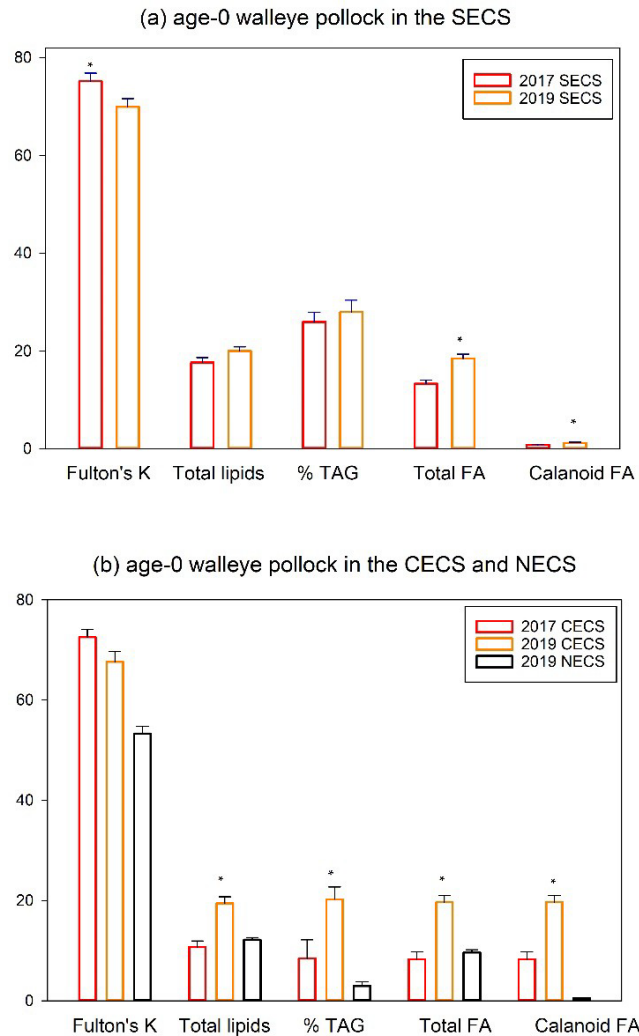 (a) age-0 walleye pollock in the SECS
80
60
40
20
0
*
*
*
2017 SECS
2019 SECS
Fulton's K Total lipids % TAG Total FA Calanoid FA
(b) age-0 walleye pollock in the CECS and NECS
80
60
40
20
0
* * * *
2017 CECS
2019 CECS
2019 NECS
Fulton's K Total lipids % TAG Total FA Calanoid FA